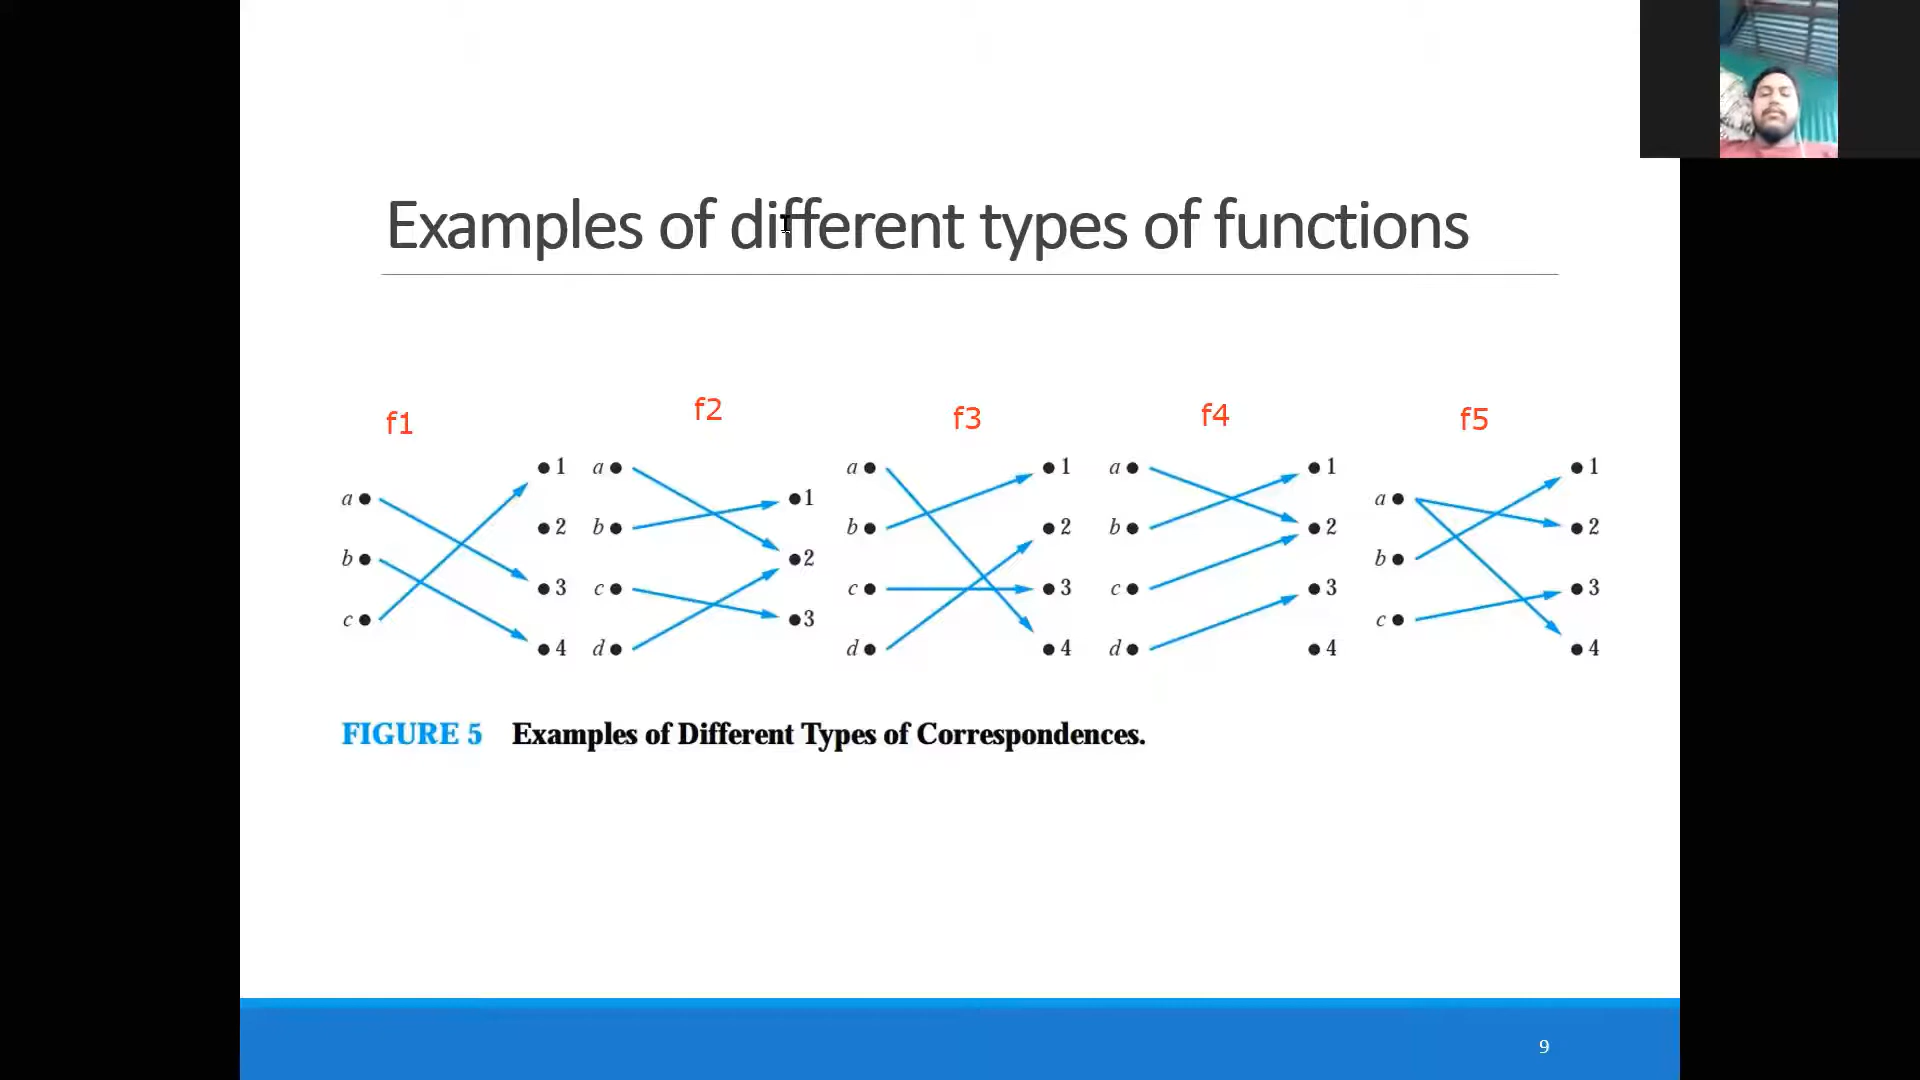 Examples of different types of functions
f1 f2 f3 f4 f5
a b c 1 2 3 4
a b c d 1 2 3
a b c d 1 2 3 4
a b c d 1 2 3 4
a b c 1 2 3 4
FIGURE 5 Examples of Different Types of Correspondences.
9